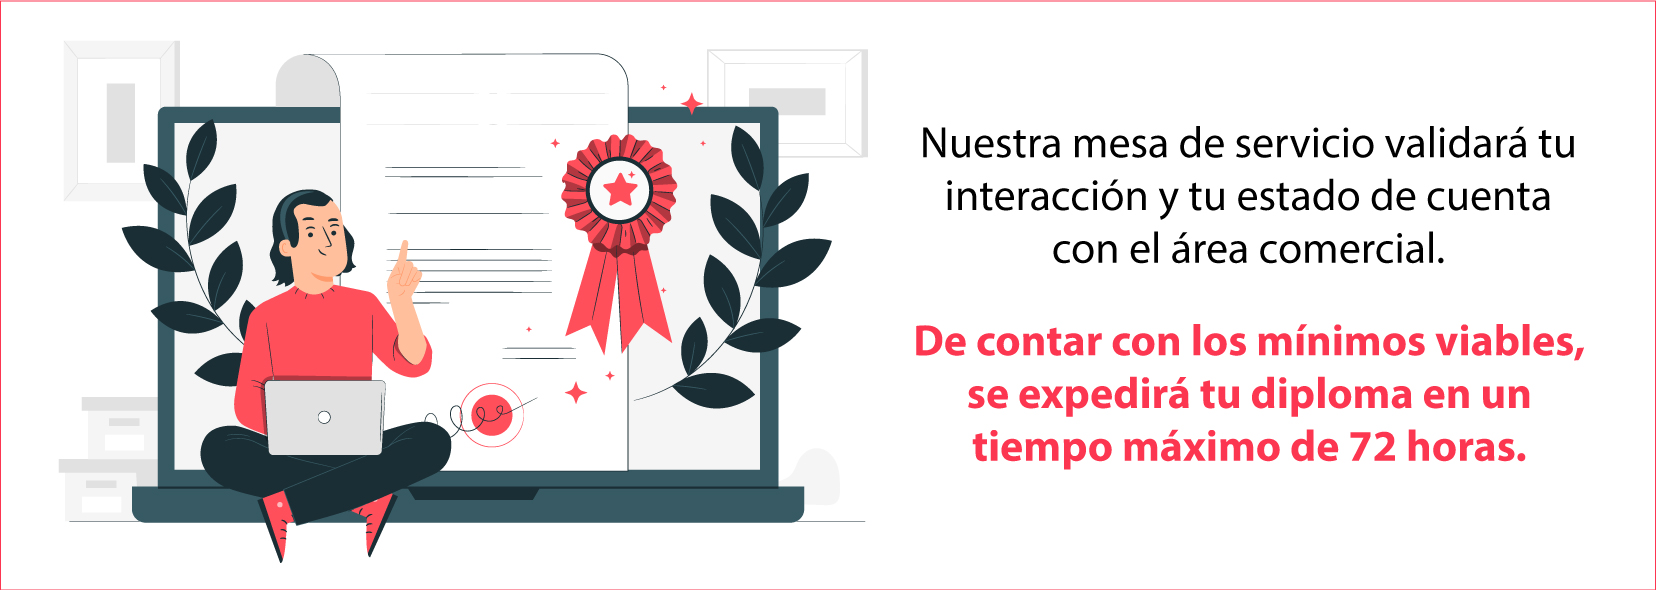 Nuestra mesa de servicio validará tu
interacción y tu estado de cuenta
con el área comercial.
De contar con los mínimos viables,
se expedirá tu diploma en un
tiempo máximo de 72 horas.